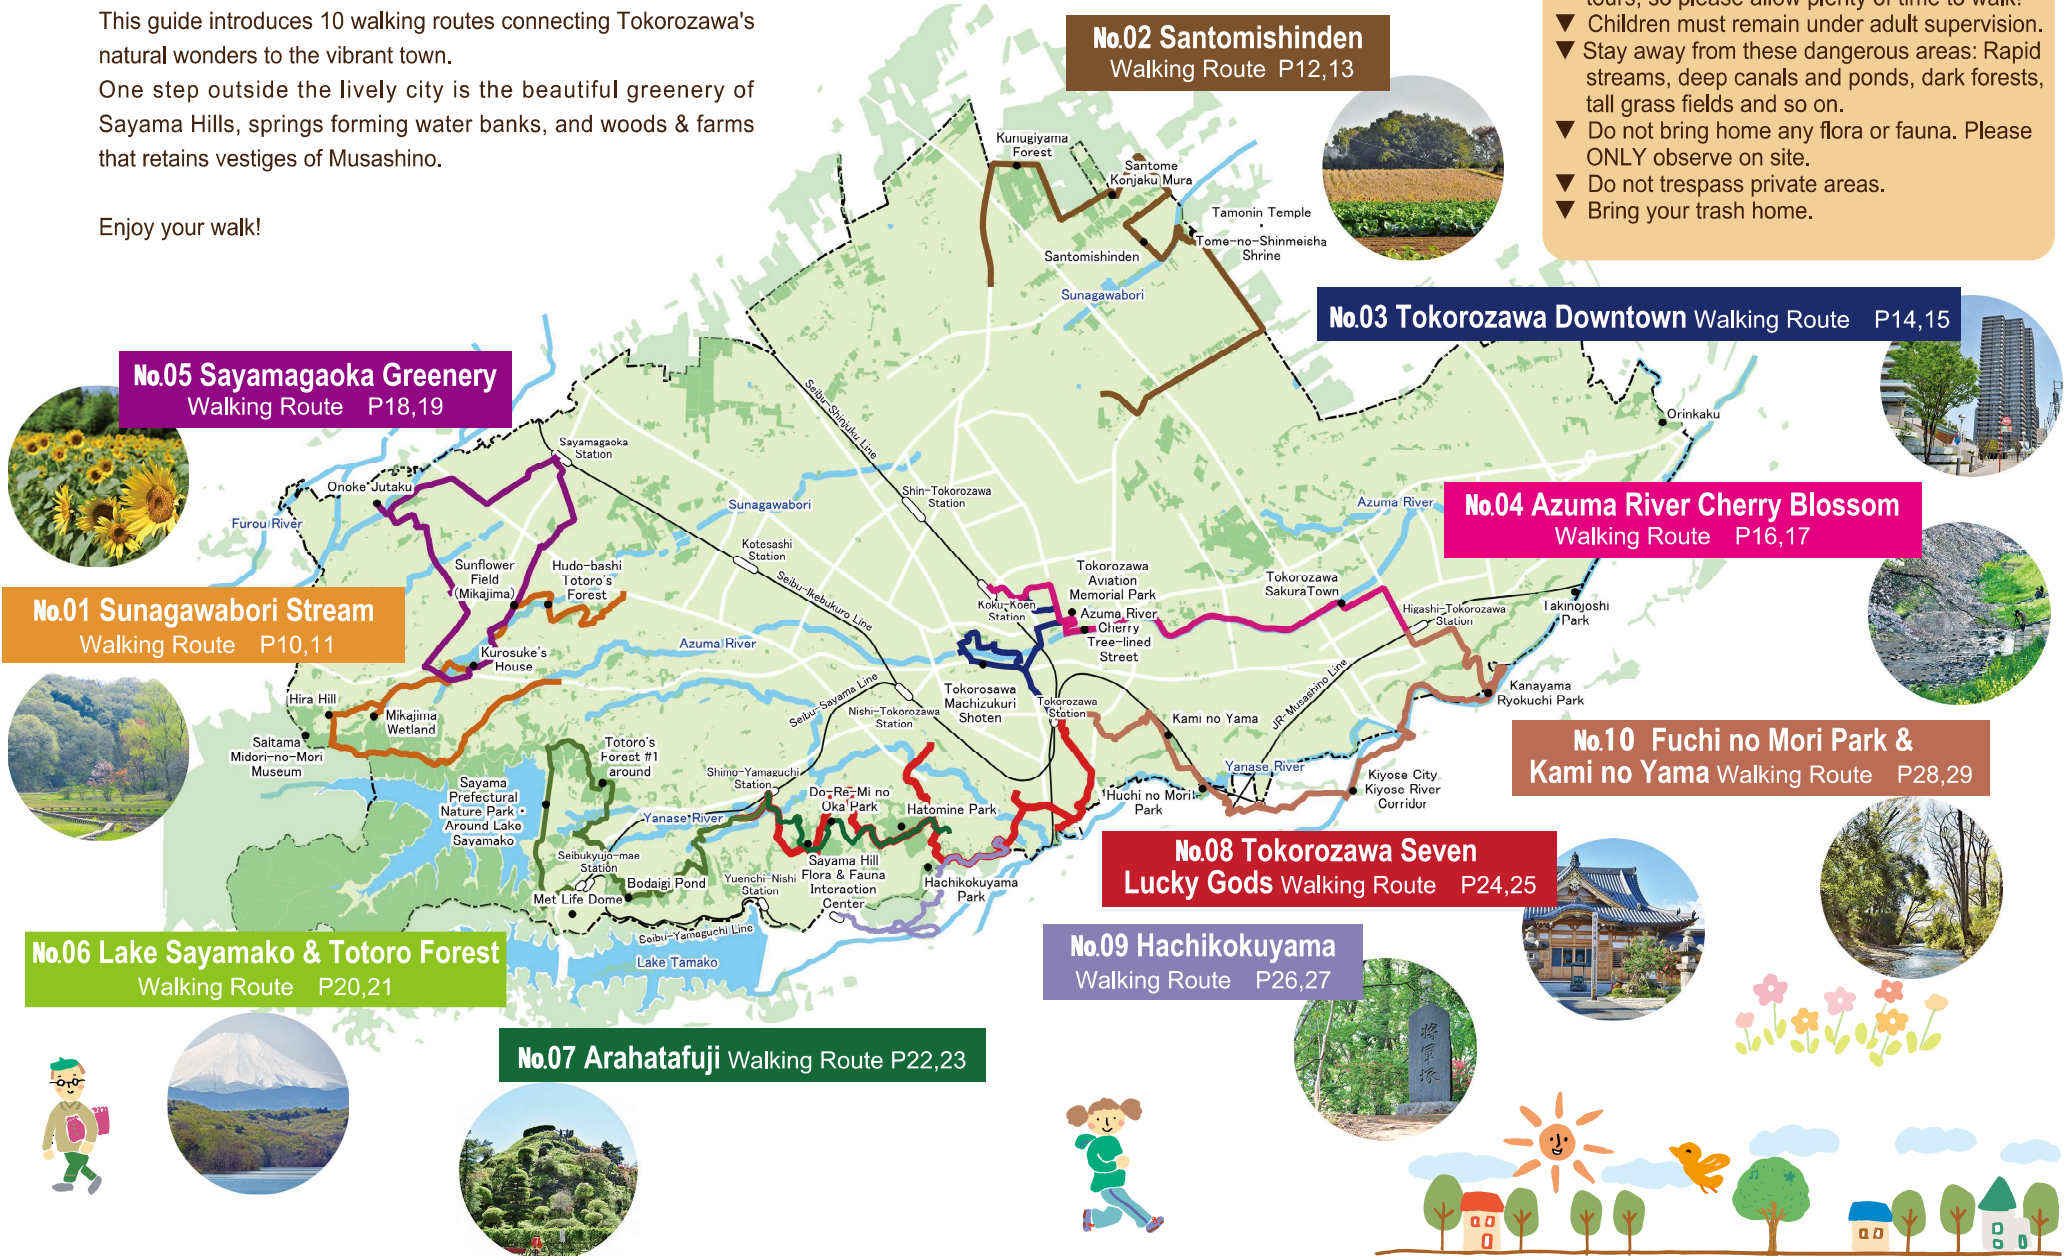 This guide introduces 10 walking routes connecting Tokorozawa's
natural wonders to the vibrant town.
One step outside the lively city is the beautiful greenery of
Sayama Hills, springs forming water banks, and woods & farms
that retains vestiges of Musashino.
Enjoy your walk!
tours, so please allow plenty of time to walk!
▼ Children must remain under adult supervision.
▼ Stay away from these dangerous areas: Rapid
streams, deep canals and ponds, dark forests,
tall grass fields and so on.
▼ Do not bring home any flora or fauna. Please
ONLY observe on site.
▼ Do not trespass private areas.
▼ Bring your trash home.
No.02 Santomishinden
Walking Route P12,13
Kunugiyama
Forest
Santome
Konjaku Mura
Tamonin Temple
・
Tome-no-Shinmeisha
Shrine
Santomishinden
Sunagawabori
No.03 Tokorozawa Downtown Walking Route P14,15
No.05 Sayamagaoka Greenery
Walking Route P18,19
Seibu-Shinjuku Line
Orinkaku
Sayamagaoka
Station
Onoke Jutaku
Furou River
Sunagawabori
Shin-Tokorozawa
Station
Azuma River
No.04 Azuma River Cherry Blossom
Walking Route P16,17
Kotesashi
Station
Seibu-Ikebukuro Line
Sunflower
Field
(Mikajima)
Hudo-bashi
Totoro's
Forest
Tokorozawa
Aviation
Memorial Park
Koku-Koen
Station
Azuma River
Cherry
Tree-lined
Street
Tokorozawa
SakuraTown
Higashi-Tokorozawa
Station
Takinojoshi
Park
No.01 Sunagawabori Stream
Walking Route P10,11
Azuma River
Kurosuke's
House
Hira Hill
Mikajima
Wetland
Saitama
Midori-no-Mori
Museum
Seibu-Sayama Line
Nishi-Tokorozawa
Station
Tokorosawa
Machizukuri
Shoten
Tokorozawa
Station
Kami no Yama
JR-Musashino Line
Kanayama
Ryokuchi Park
No.10 Fuchi no Mori Park &
Kami no Yama Walking Route P28,29
Totoro's
Forest #1
around
Sayama
Prefectural
Nature Park・
Around Lake
Sayamako
Shimo-Yamaguchi
Station
Do-Re-Mi no
Oka Park
Hatomine Park
Yanase River
Huchi no Mori
Park
Yanase River
Kiyose City
Kiyose River
Corridor
Seibukyujo-mae
Station
Bodaigi Pond
Met Life Dome
Yuenchi-Nishi
Station
Sayama Hill
Flora & Fauna
Interaction
Center
Hachikokuyama
Park
No.08 Tokorozawa Seven
Lucky Gods Walking Route P24,25
Seibu-Yamaguchi Line
Lake Tamako
No.06 Lake Sayamako & Totoro Forest
Walking Route P20,21
No.09 Hachikokuyama
Walking Route P26,27
No.07 Arahatafuji Walking Route P22,23
将軍塚